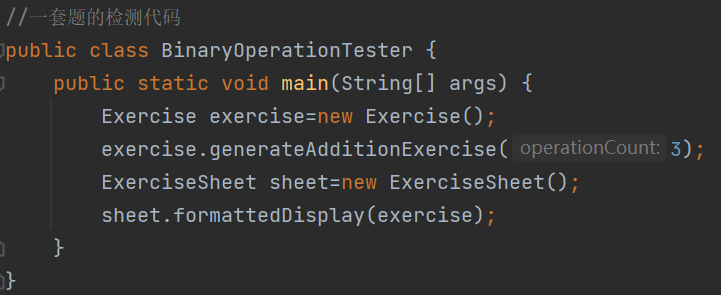 //一套题的检测代码
public class BinaryOperationTester {
    public static void main(String[] args) {
        Exercise exercise=new Exercise();
        exercise.generateAdditionExercise( operationCount: 3);
        ExerciseSheet sheet=new ExerciseSheet();
        sheet.formattedDisplay(exercise);
    }
}